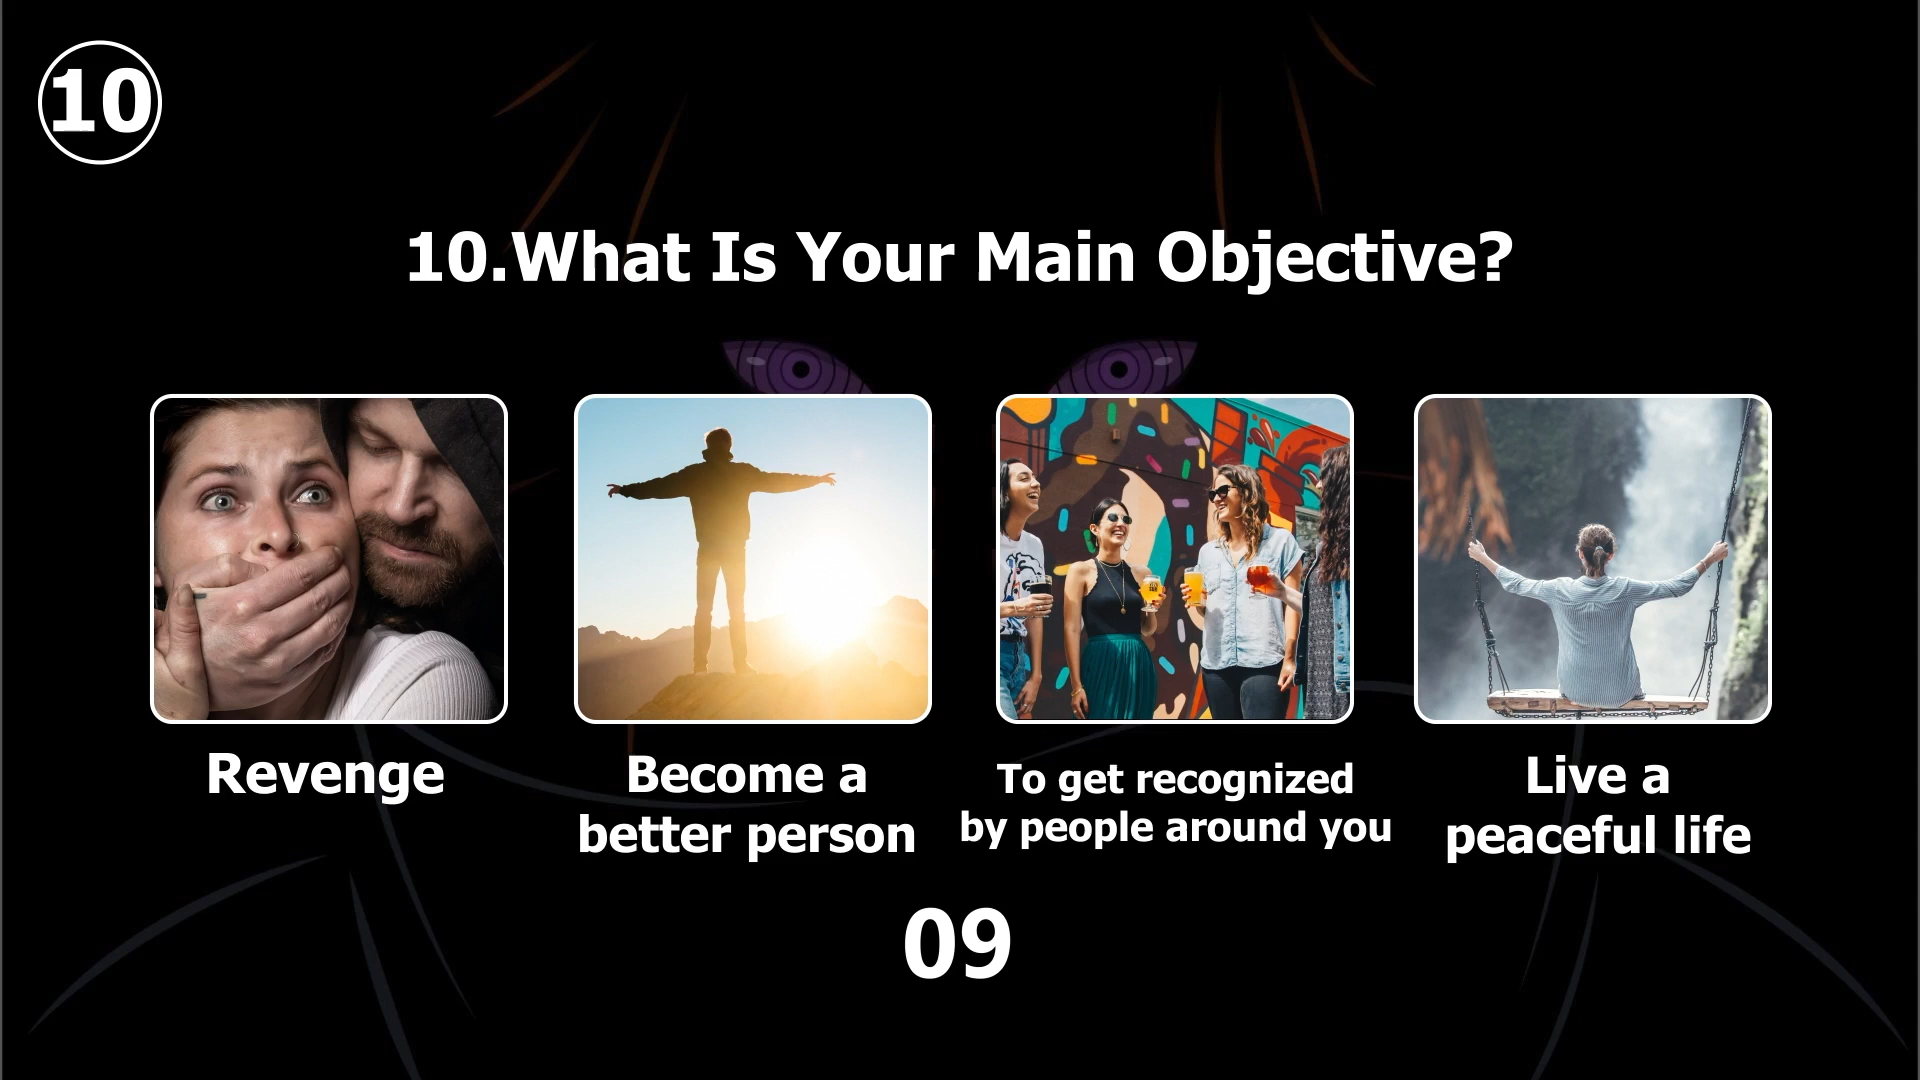 10
10.What Is Your Main Objective?
Revenge
Become a
better person
To get recognized
by people around you
Live a
peaceful life
09